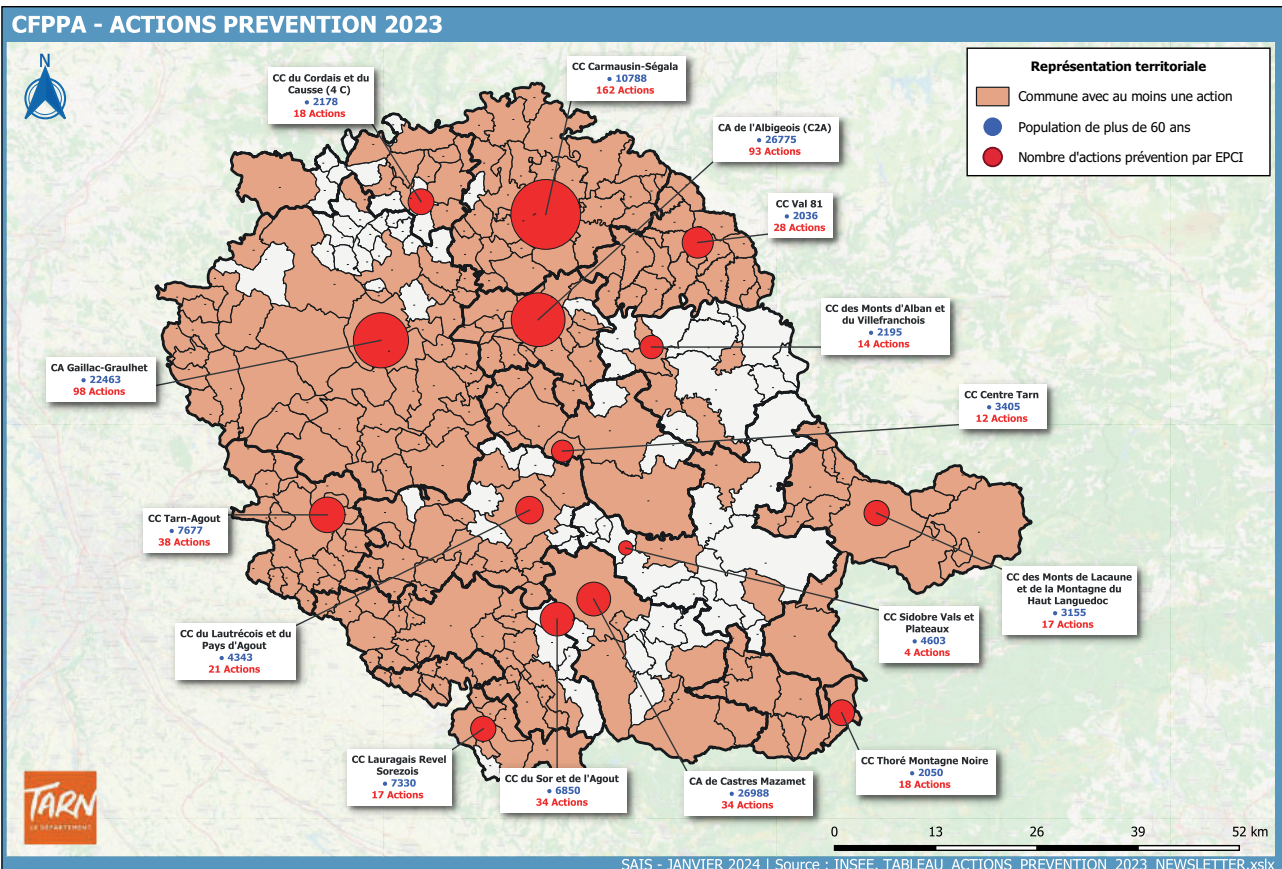 CFPPA - ACTIONS PREVENTION 2023
N
CC du Cordais et du
Causse (4 C)
• 2178
18 Actions
CC Carmausin-Ségala
• 10788
162 Actions
CA de l'Albigeois (C2A)
• 26775
93 Actions
CC Val 81
• 2036
28 Actions
Représentation territoriale
Commune avec au moins une action
Population de plus de 60 ans
Nombre d'actions prévention par EPCI
CC des Monts d'Alban et
du Villefranchois
• 2195
14 Actions
CA Gaillac-Graulhet
• 22463
98 Actions
CC Centre Tarn
• 3405
12 Actions
CC Tarn-Agout
• 7677
38 Actions
CC des Monts de Lacaune
et de la Montagne du
Haut Languedoc
• 3155
17 Actions
CC du Lautrécois et du
Pays d'Agout
• 4343
21 Actions
CC Sidobre Vals et
Plateaux
• 4603
4 Actions
CC Lauragais Revel
Sorezois
• 7330
17 Actions
CC du Sor et de l'Agout
• 6850
34 Actions
CA de Castres Mazamet
• 26988
34 Actions
CC Thoré Montagne Noire
• 2050
18 Actions
TARN
LE DÉPARTEMENT
0 13 26 39 52 km
SAIS - JANVIER 2024 | Source : INSEE, TABLEAU_ACTIONS_PREVENTION_2023_NEWSLETTER.xslx